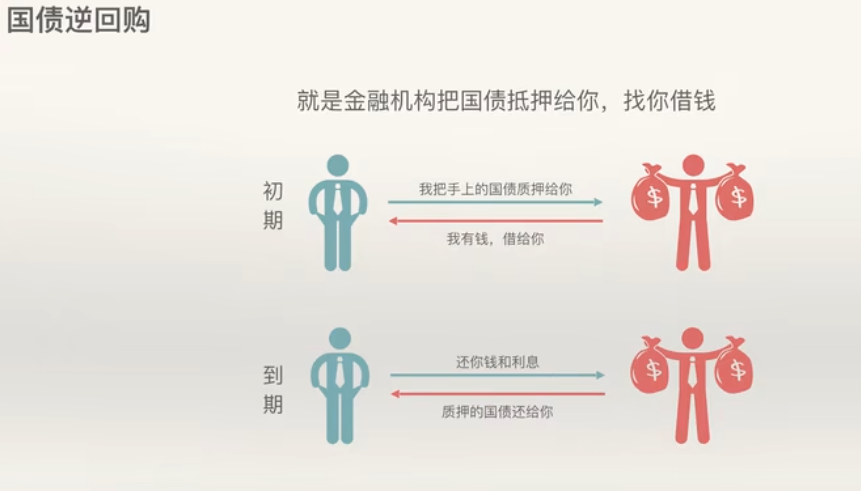 国债逆回购
就是金融机构把国债抵押给你，找你借钱
初期
我把手上的国债质押给你
我有钱，借给你
到期
还你钱和利息
质押的国债还给你
$ $
$ $